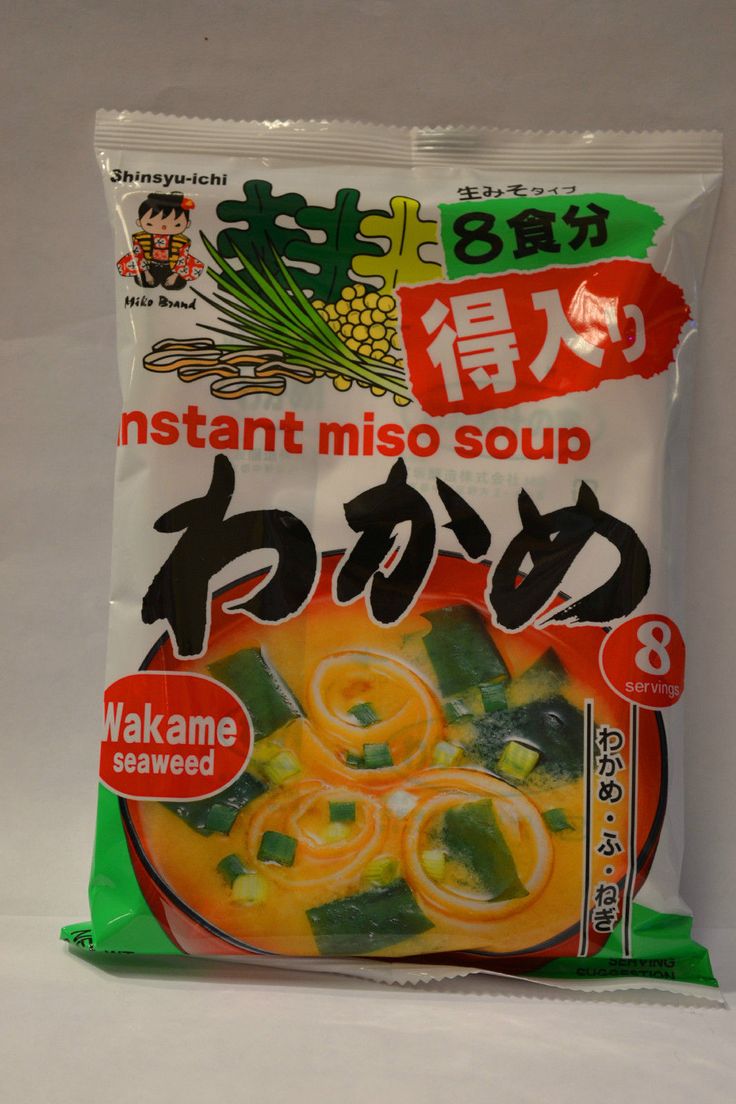 Shinsyu-ichi
Miko Brand
生みそタイプ
8食分
得入り
Instant miso soup
わかめ
8
servings
Wakame
seaweed
わかめ・ふ・ねぎ
SERVING
SUGGESTION